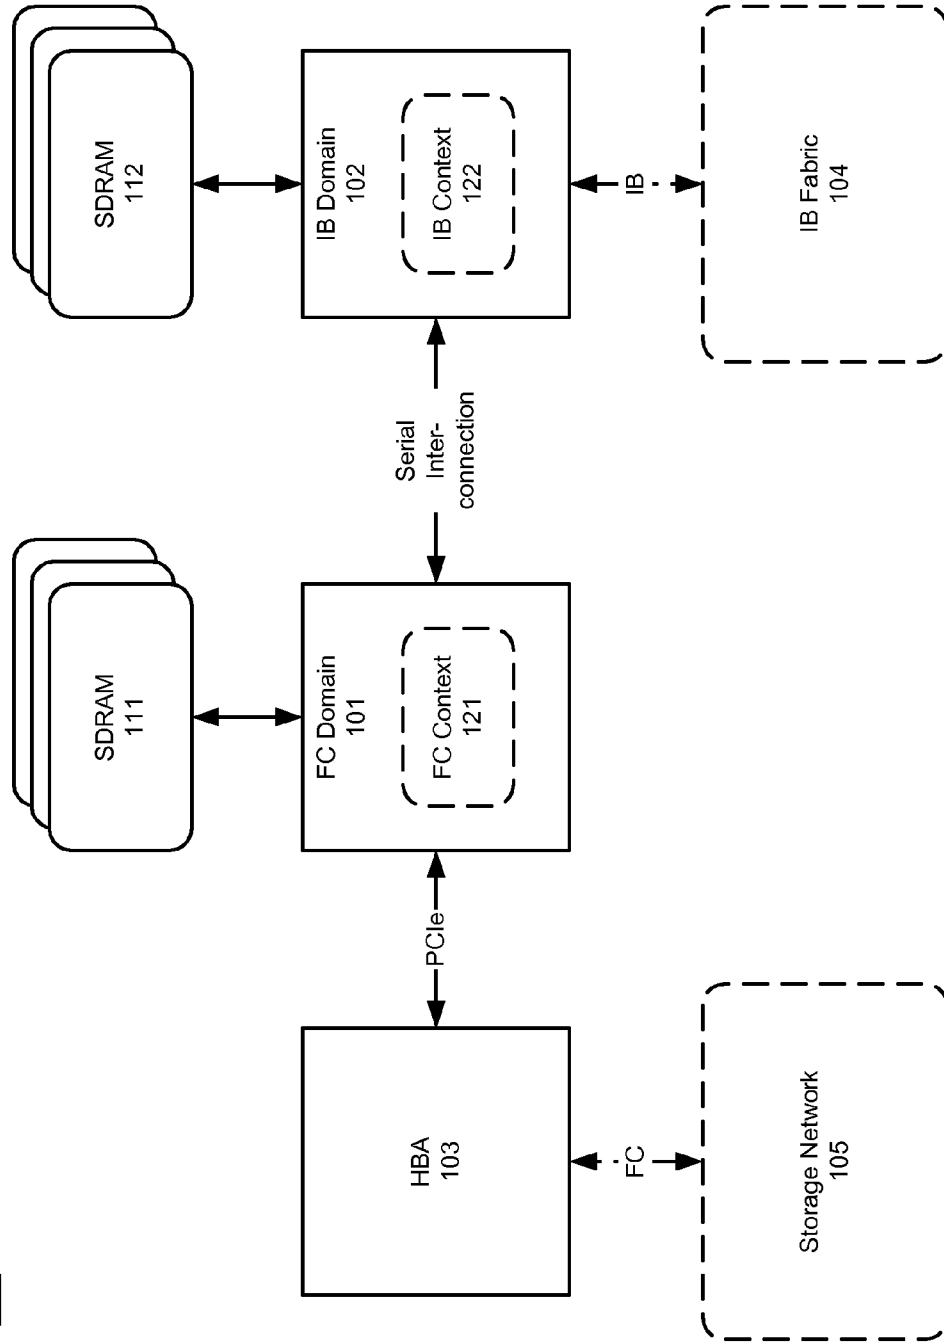 SDRAM
111
SDRAM
112
HBA
103
PCIe
FC Domain
101
FC Context
121
Serial
Inter-
connection
IB Domain
102
IB Context
122
FC
IB
Storage Network
105
IB Fabric
104